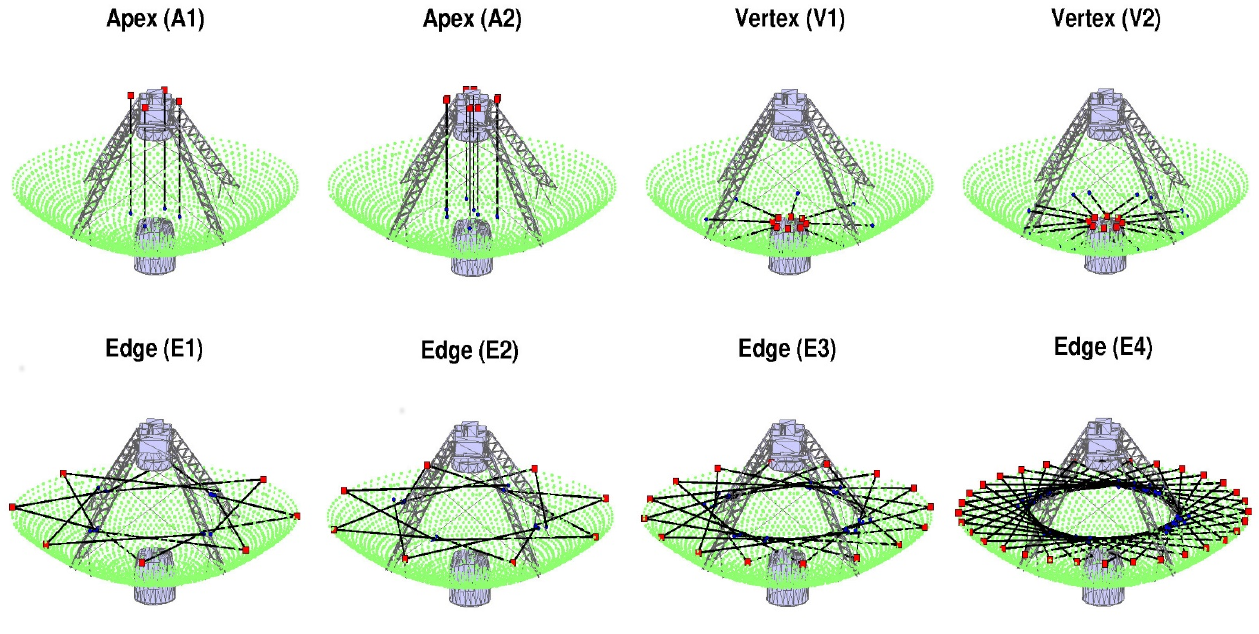 Apex (A1)
Apex (A2)
Vertex (V1)
Vertex (V2)
Edge (E1)
Edge (E2)
Edge (E3)
Edge (E4)